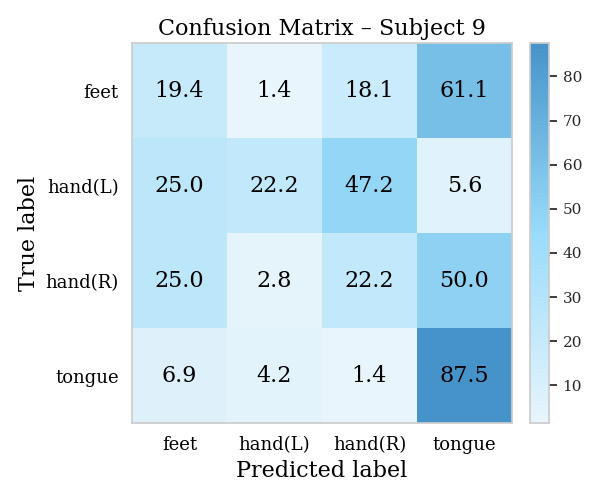 Confusion Matrix – Subject 9
True label
feet 19.4 1.4 18.1 61.1
hand(L) 25.0 22.2 47.2 5.6
hand(R) 25.0 2.8 22.2 50.0
tongue 6.9 4.2 1.4 87.5
feet hand(L) hand(R) tongue
Predicted label
80
70
60
50
40
30
20
10